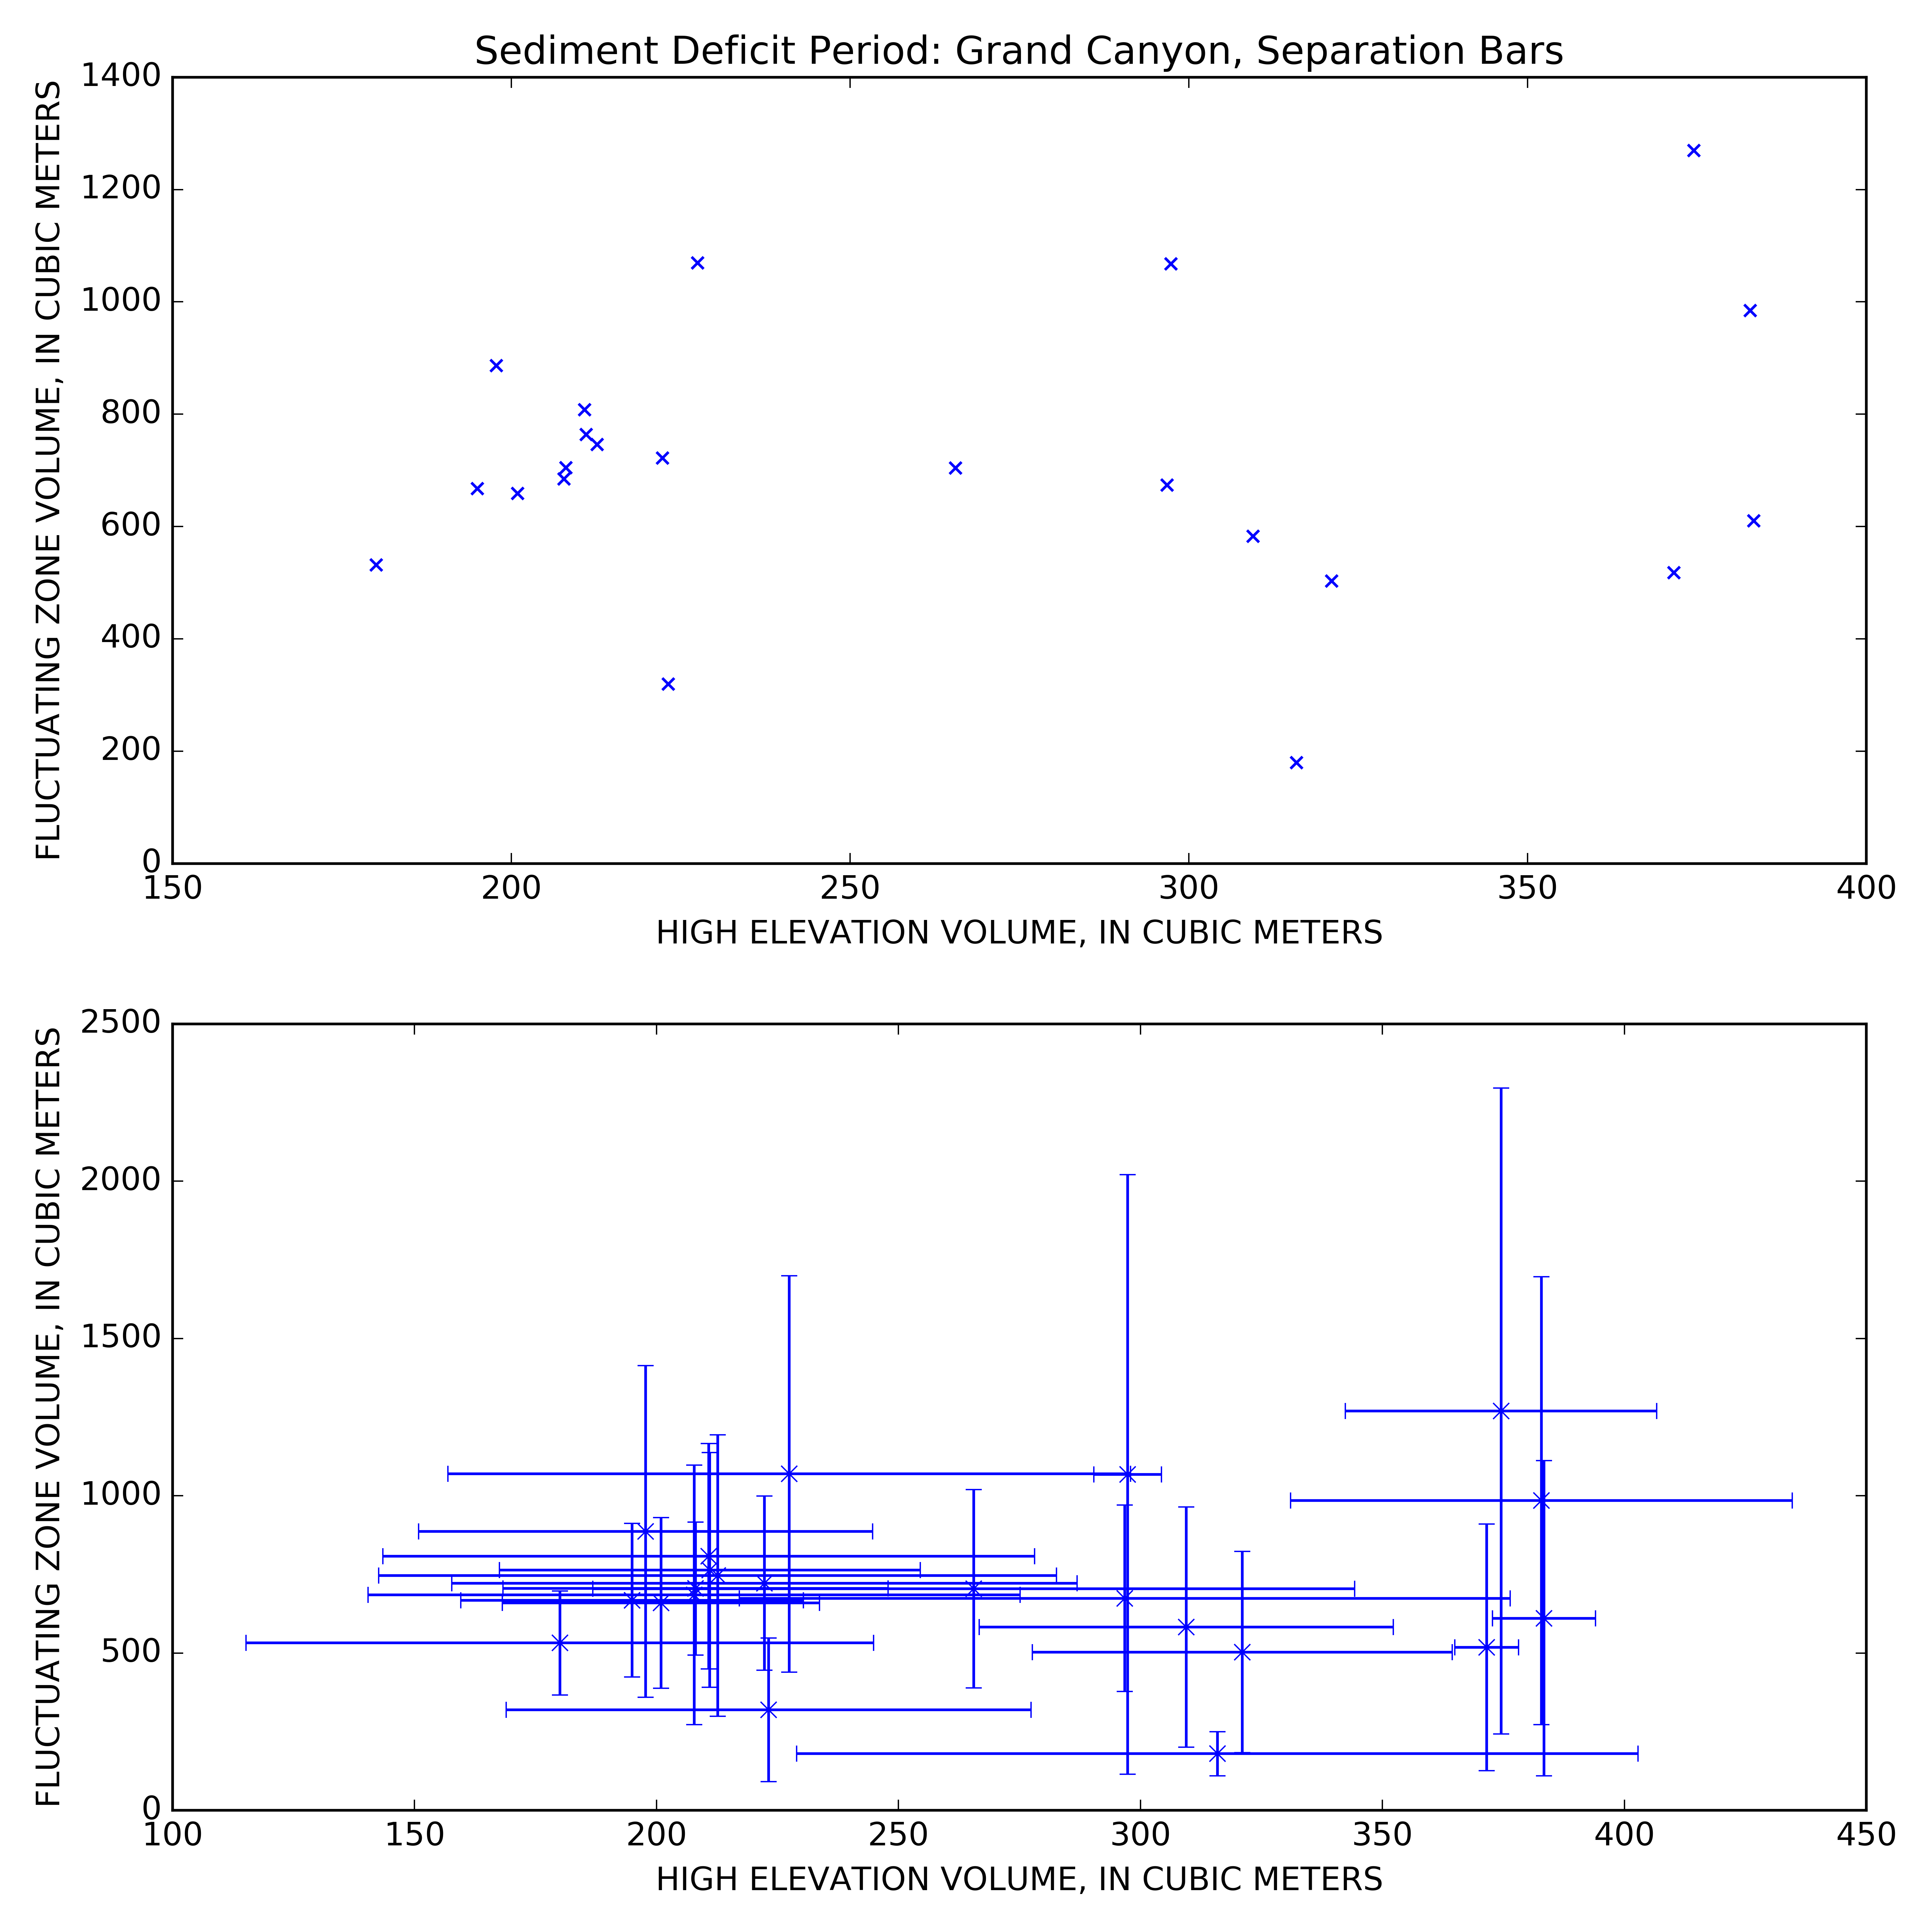 Sediment Deficit Period: Grand Canyon, Separation Bars
1400
1200
1000
800
600
400
200
0
FLUCTUATING ZONE VOLUME, IN CUBIC METERS
150 200 250 300 350 400
HIGH ELEVATION VOLUME, IN CUBIC METERS
2500
2000
1500
1000
500
0
FLUCTUATING ZONE VOLUME, IN CUBIC METERS
100 150 200 250 300 350 400 450
HIGH ELEVATION VOLUME, IN CUBIC METERS